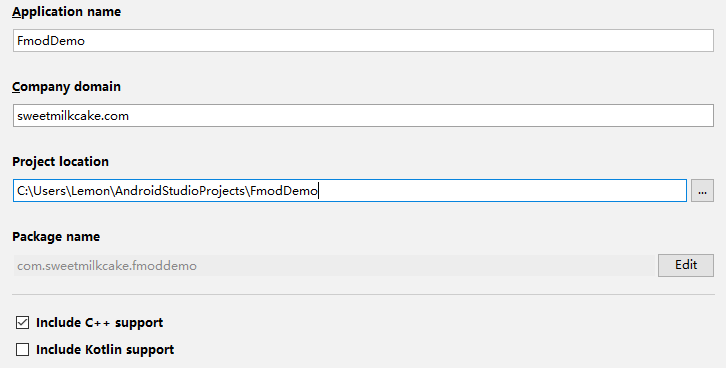 Application name
FmodDemo
Company domain
sweetmilkcake.com
Project location
C:\Users\Lemon\AndroidStudioProjects\FmodDemo
...
Package name
com.sweetmilkcake.fmoddemo
Edit
Include C++ support
Include Kotlin support